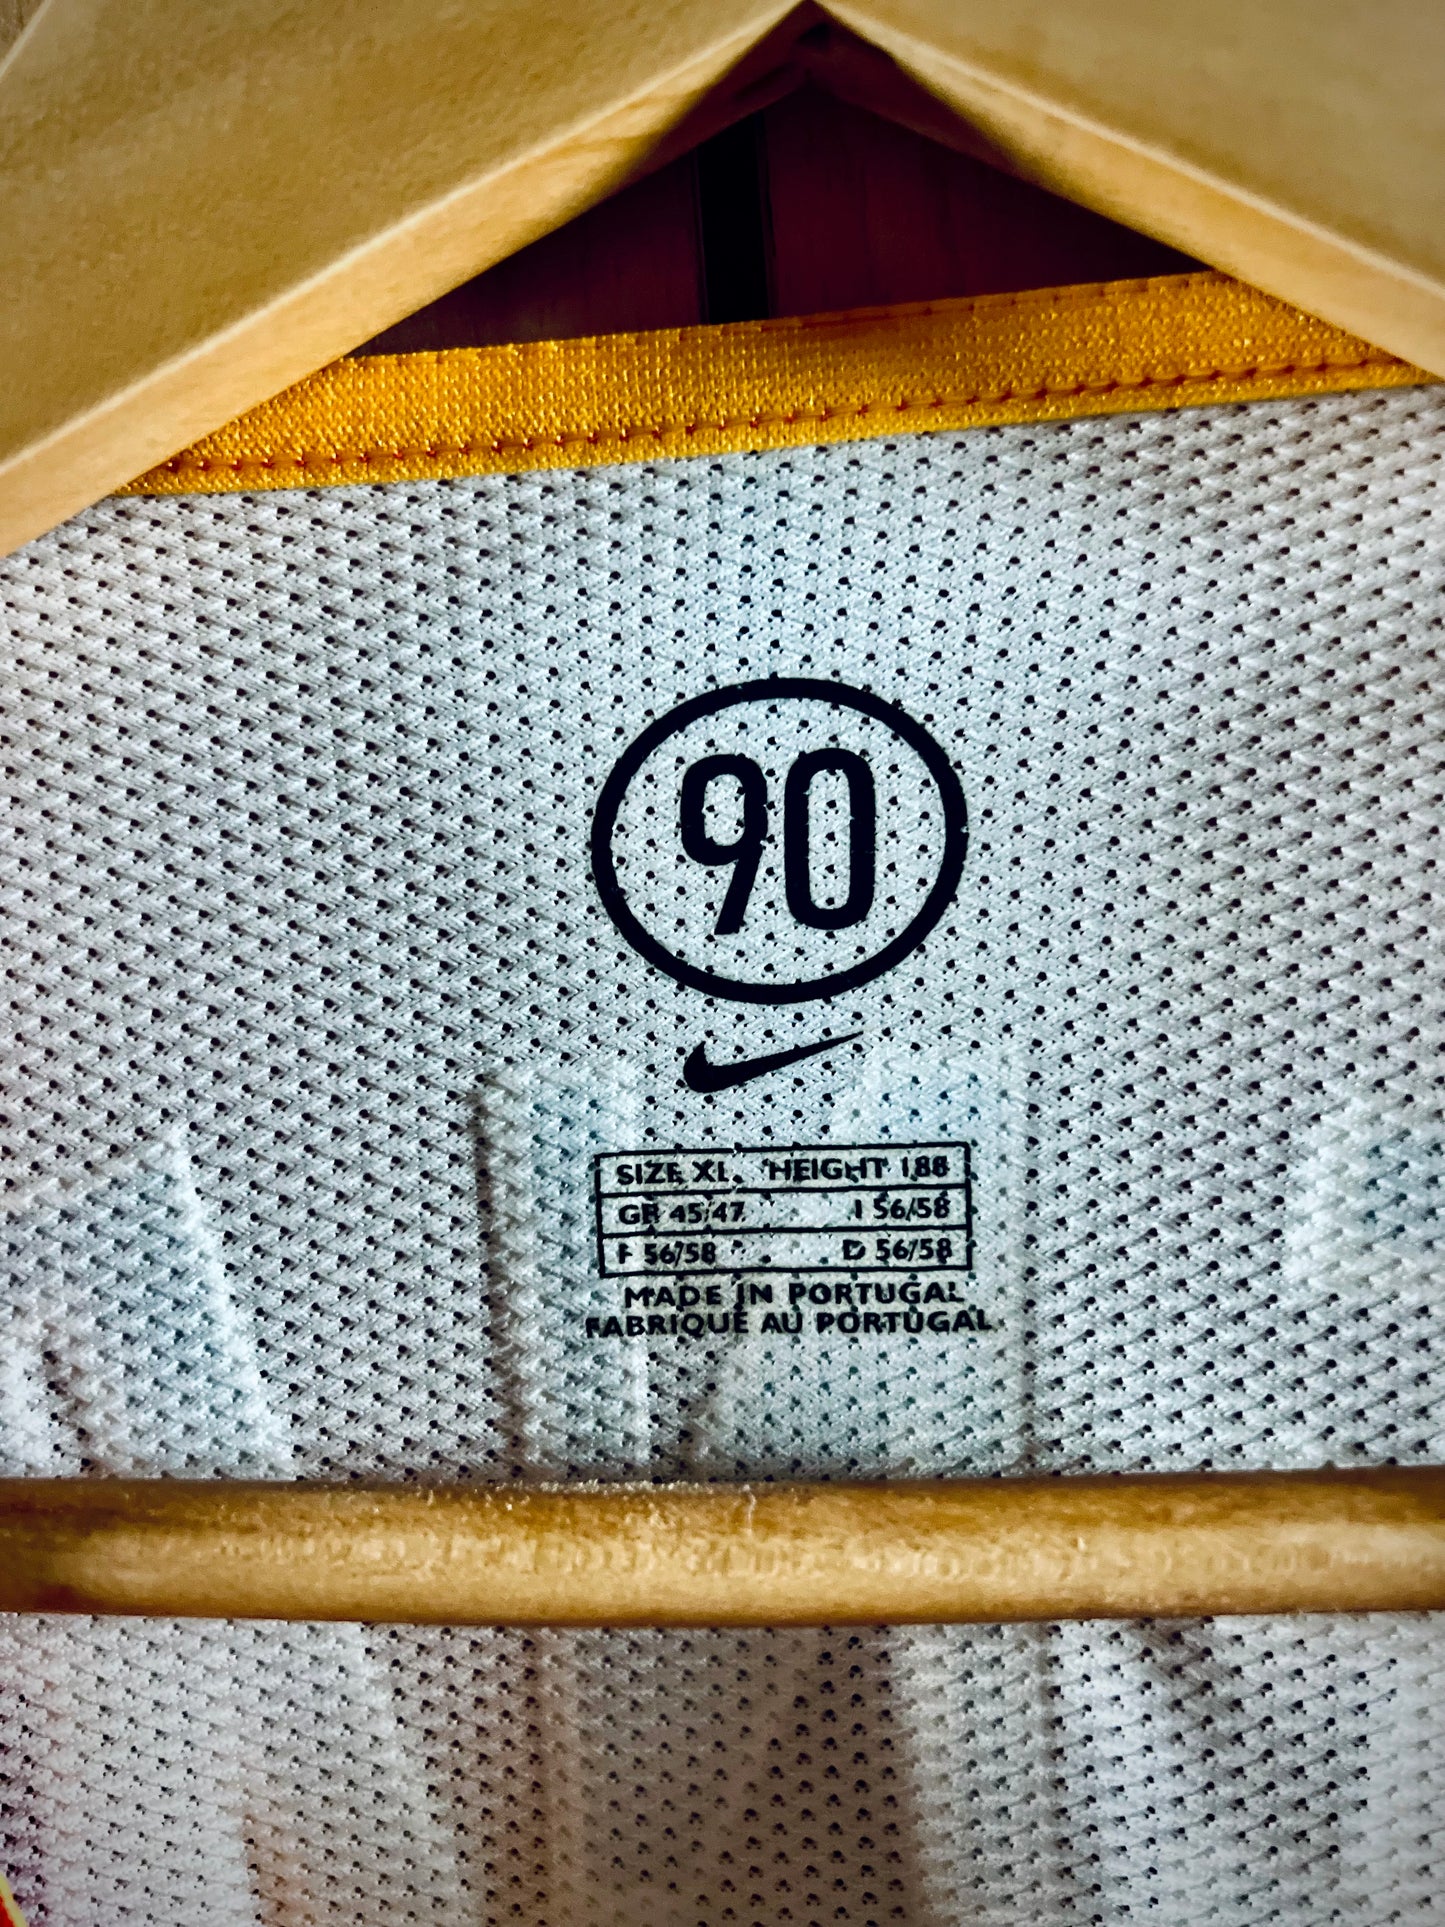 90
SIZE XL HEIGHT 188
GB 45/47 I 56/58
F 56/58 D 56/58
MADE IN PORTUGAL
FABRIQUÉ AU PORTUGAL